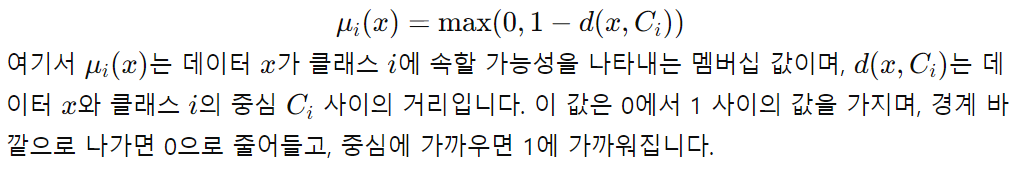 μᵢ(x) = max(0, 1 − d(x, Cᵢ))
여기서 μᵢ(x)는 데이터 x가 클래스 i에 속할 가능성을 나타내는 멤버십 값이며, d(x, Cᵢ)는 데
이터 x와 클래스 i의 중심 Cᵢ 사이의 거리입니다. 이 값은 0에서 1 사이의 값을 가지며, 경계 바
깥으로 나가면 0으로 줄어들고, 중심에 가까우면 1에 가까워집니다.